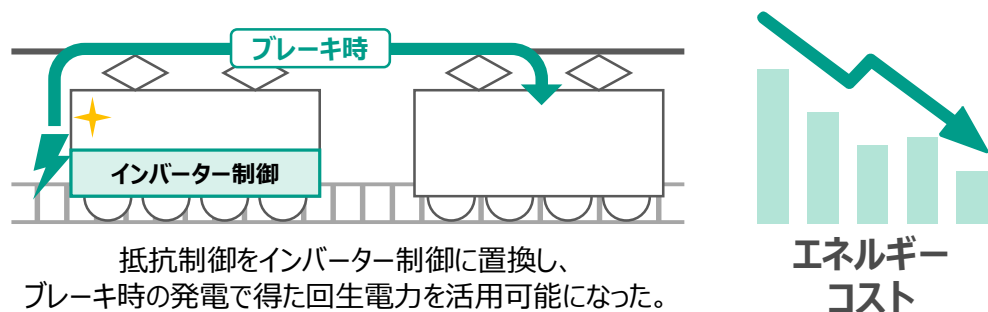 ブレーキ時
インバーター制御
抵抗制御をインバーター制御に置換し、
ブレーキ時の発電で得た回生電力を活用可能になった。
エネルギー
コスト